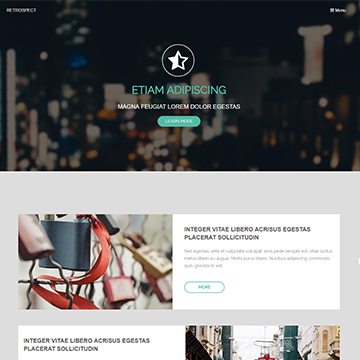 RETROSPECT
Menu
ETIAM ADIPISCING
MAGNA FEUGIAT LOREM DOLOR EGESTAS
LEARN MORE
INTEGER VITAE LIBERO ACRISUS EGESTAS
PLACERAT SOLLICITUDIN
Sed egestas, ante et vulputate volutpat, eros pede semper est, vitae luctus
metus libero eu augue. Morbi purus libero, faucibus adipiscing, commodo
quis, gravida id, est.
MORE
INTEGER VITAE LIBERO ACRISUS EGESTAS
PLACERAT SOLLICITUDIN